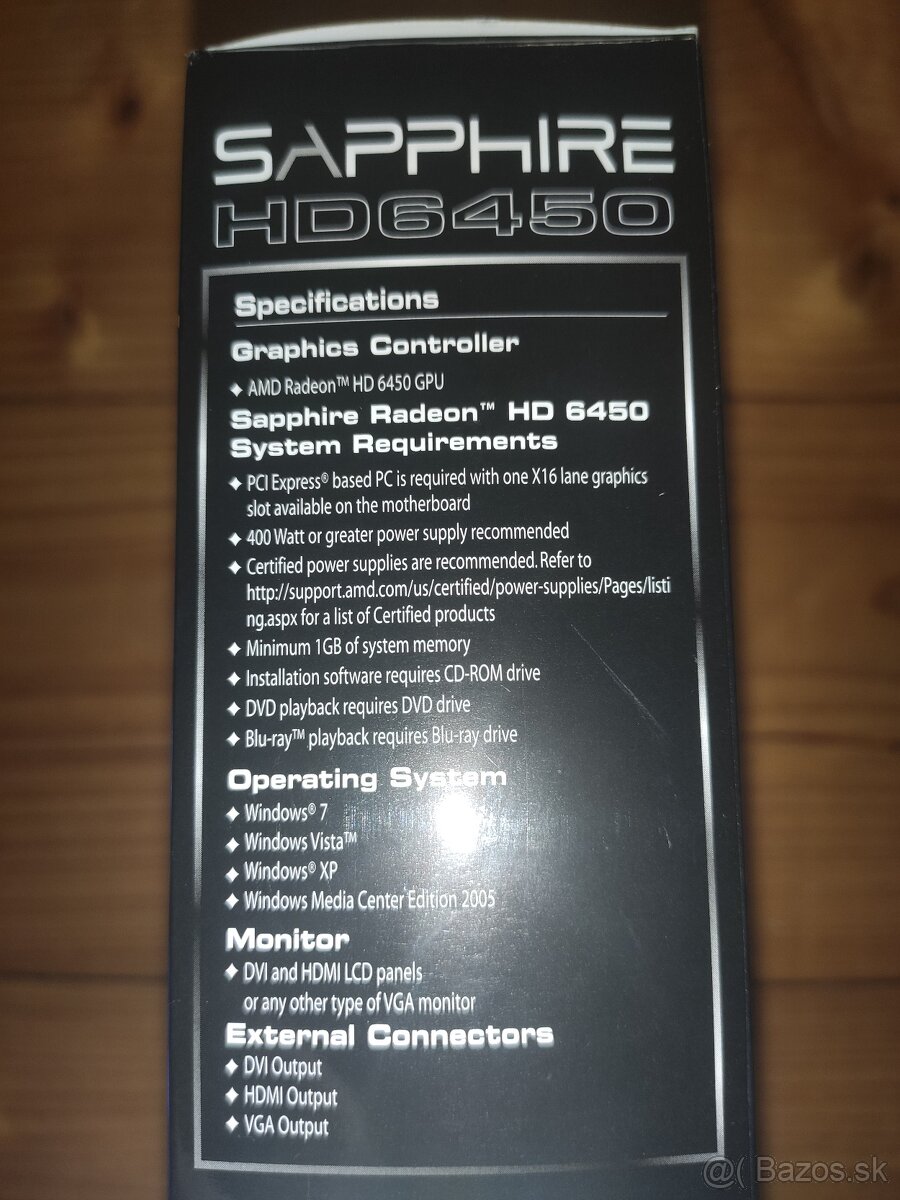 SAPPHIRE
HD6450
Specifications
Graphics Controller
AMD Radeon™ HD 6450 GPU
Sapphire Radeon™ HD 6450
System Requirements
PCI Express® based PC is required with one X16 lane graphics
slot available on the motherboard
400 Watt or greater power supply recommended
Certified power supplies are recommended. Refer to
http://support.amd.com/us/certified/power-supplies/Pages/listi
ng.aspx for a list of Certified products
Minimum 1GB of system memory
Installation software requires CD-ROM drive
DVD playback requires DVD drive
Blu-ray™ playback requires Blu-ray drive
Operating System
Windows® 7
Windows Vista™
Windows® XP
Windows Media Center Edition 2005
Monitor
DVI and HDMI LCD panels
or any other type of VGA monitor
External Connectors
DVI Output
HDMI Output
VGA Output
@( Bazos.sk